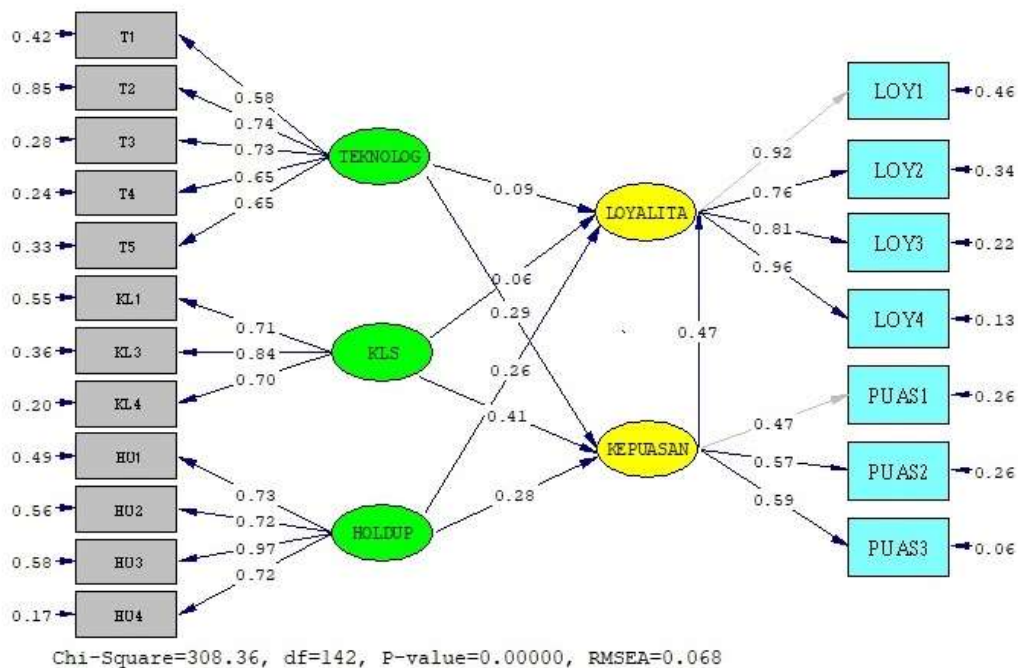 0.42 T1
0.85 T2
0.28 T3
0.24 T4
0.33 T5
0.55 KL1
0.36 KL3
0.20 KL4
0.49 HU1
0.56 HU2
0.58 HU3
0.17 HU4
0.58
0.74
0.73
0.65
0.65
0.71
0.84
0.70
0.73
0.72
0.97
0.72
TEKNOLOG
KLS
HOLDUP
0.09
0.06
0.29
0.26
0.41
0.28
LOYALITA
0.47
KEPUASAN
0.92
0.76
0.81
0.96
0.47
0.57
0.59
LOY1 0.46
LOY2 0.34
LOY3 0.22
LOY4 0.13
PUAS1 0.26
PUAS2 0.26
PUAS3 0.06
Chi-Square=308.36, df=142, P-value=0.00000, RMSEA=0.068